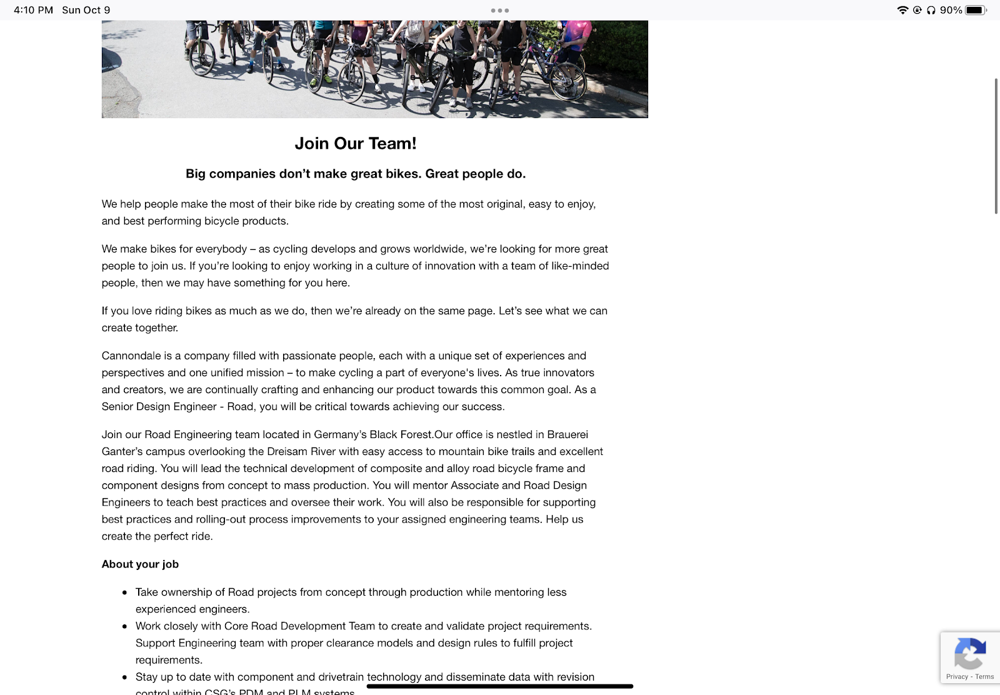 4:10 PM Sun Oct 9
90%
Join Our Team!
Big companies don’t make great bikes. Great people do.
We help people make the most of their bike ride by creating some of the most original, easy to enjoy,
and best performing bicycle products.
We make bikes for everybody – as cycling develops and grows worldwide, we’re looking for more great
people to join us. If you’re looking to enjoy working in a culture of innovation with a team of like-minded
people, then we may have something for you here.
If you love riding bikes as much as we do, then we’re already on the same page. Let’s see what we can
create together.
Cannondale is a company filled with passionate people, each with a unique set of experiences and
perspectives and one unified mission – to make cycling a part of everyone's lives. As true innovators
and creators, we are continually crafting and enhancing our product towards this common goal. As a
Senior Design Engineer - Road, you will be critical towards achieving our success.
Join our Road Engineering team located in Germany’s Black Forest.Our office is nestled in Brauerei
Ganter’s campus overlooking the Dreisam River with easy access to mountain bike trails and excellent
road riding. You will lead the technical development of composite and alloy road bicycle frame and
component designs from concept to mass production. You will mentor Associate and Road Design
Engineers to teach best practices and oversee their work. You will also be responsible for supporting
best practices and rolling-out process improvements to your assigned engineering teams. Help us
create the perfect ride.
About your job
• Take ownership of Road projects from concept through production while mentoring less
experienced engineers.
• Work closely with Core Road Development Team to create and validate project requirements.
Support Engineering team with proper clearance models and design rules to fulfill project
requirements.
• Stay up to date with component and drivetrain technology and disseminate data with revision
control within CSG’s PDM and PLM systems.
Privacy - Terms